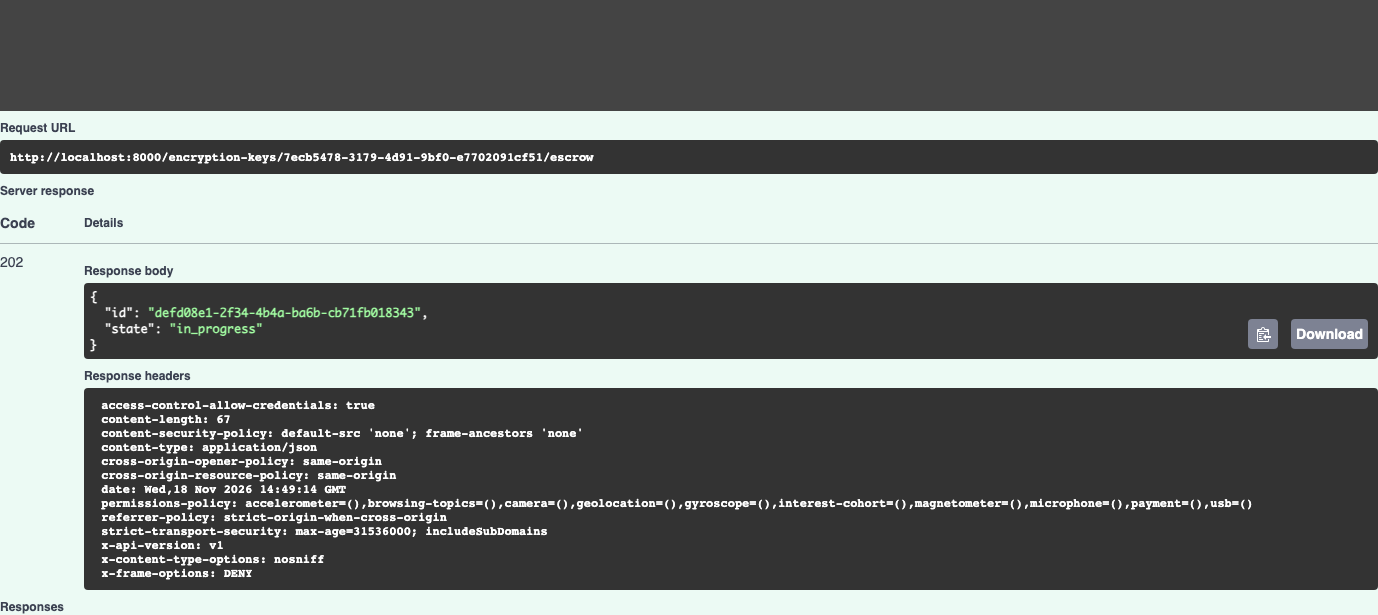 Request URL
http://localhost:8000/encryption-keys/7ecb5478-3179-4d91-9bf0-e7702091cf51/escrow
Server response
Code Details
202
Response body
{
  "id": "defd08e1-2f34-4b4a-ba6b-cb71fb018343",
  "state": "in_progress"
}
Download
Response headers
access-control-allow-credentials: true
content-length: 67
content-security-policy: default-src 'none'; frame-ancestors 'none'
content-type: application/json
cross-origin-opener-policy: same-origin
cross-origin-resource-policy: same-origin
date: Wed,18 Nov 2026 14:49:14 GMT
permissions-policy: accelerometer=(),browsing-topics=(),camera=(),geolocation=(),gyroscope=(),interest-cohort=(),magnetometer=(),microphone=(),payment=(),usb=()
referrer-policy: strict-origin-when-cross-origin
strict-transport-security: max-age=31536000; includeSubDomains
x-api-version: v1
x-content-type-options: nosniff
x-frame-options: DENY
Responses